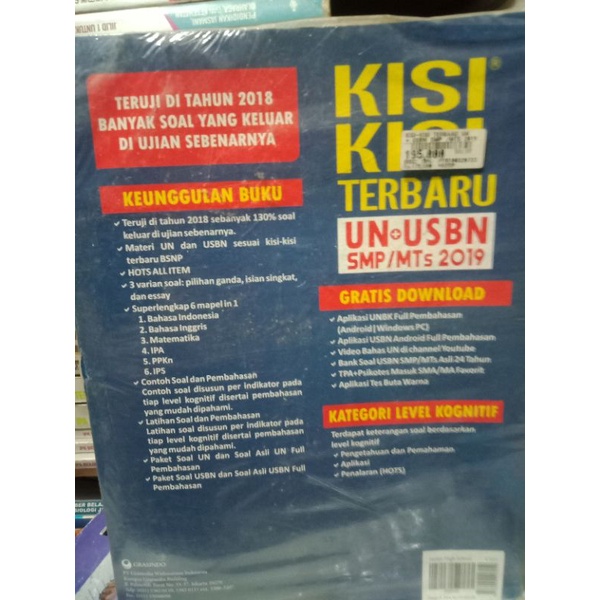 PENDIDIKAN JASMANI
JILID 1 UNTUK
TERUJI DI TAHUN 2018
BANYAK SOAL YANG KELUAR
DI UJIAN SEBENARNYA
KEUNGGULAN BUKU
Teruji di tahun 2018 sebanyak 130% soal
keluar di ujian sebenarnya.
Materi UN dan USBN sesuai kisi-kisi
terbaru BSNP
HOTS ALL ITEM
3 varian soal: pilihan ganda, isian singkat,
dan essay
Superlengkap 6 mapel in 1
1. Bahasa Indonesia
2. Bahasa Inggris
3. Matematika
4. IPA
5. PPKn
6. IPS
Contoh Soal dan Pembahasan
Contoh soal disusun per indikator pada
tiap level kognitif disertai pembahasan
yang mudah dipahami.
Latihan Soal dan Pembahasan
Latihan soal disusun per indikator pada
tiap level kognitif disertai pembahasan
yang mudah dipahami.
Paket Soal UN dan Soal Asli UN Full
Pembahasan
Paket Soal USBN dan Soal Asli USBN Full
Pembahasan
GRASINDO
KISI®
KISI
TERBARU
195.000
UN+USBN
SMP/MTs 2019
GRATIS DOWNLOAD
Aplikasi UNBK Full Pembahasan
(Android|Windows PC)
Aplikasi USBN Android Full Pembahasan
Video Bahas UN di channel Youtube
Bank Soal USBN SMP/MTs Asli 24 Tahun
TPA+Psikotes Masuk SMA/MA Favorit
Aplikasi Tes Buta Warna
KATEGORI LEVEL KOGNITIF
Terdapat keterangan soal berdasarkan
level kognitif
Pengetahuan dan Pemahaman
Aplikasi
Penalaran (HOTS)